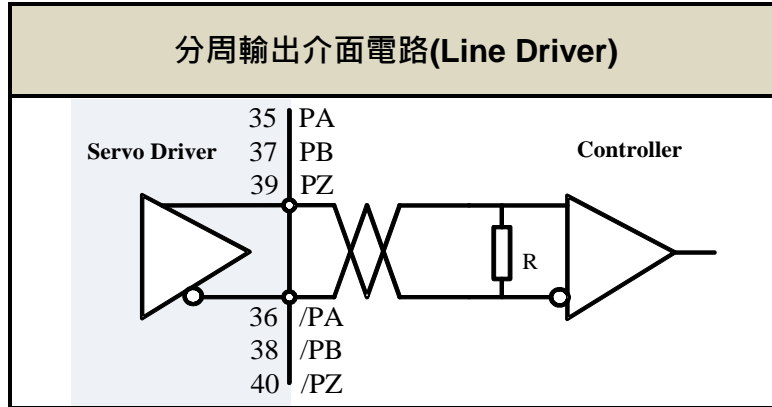 分周輸出介面電路(Line Driver)
35 PA
Servo Driver 37 PB Controller
39 PZ
R
36 /PA
38 /PB
40 /PZ